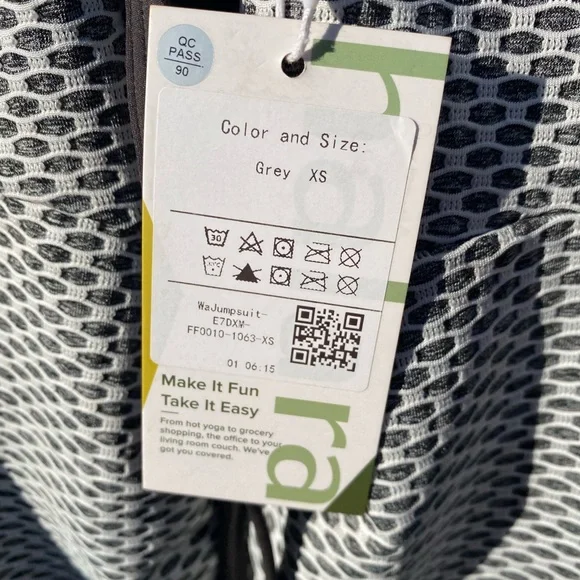 QC
PASS
90
Color and Size:
Grey XS
30
WaJumpsuit-
E7DXM-
FF0010-1063-XS
01 06.15
Make It Fun
Take It Easy
From hot yoga to grocery
shopping, the office to your
living room couch. We've
got you covered.
ra